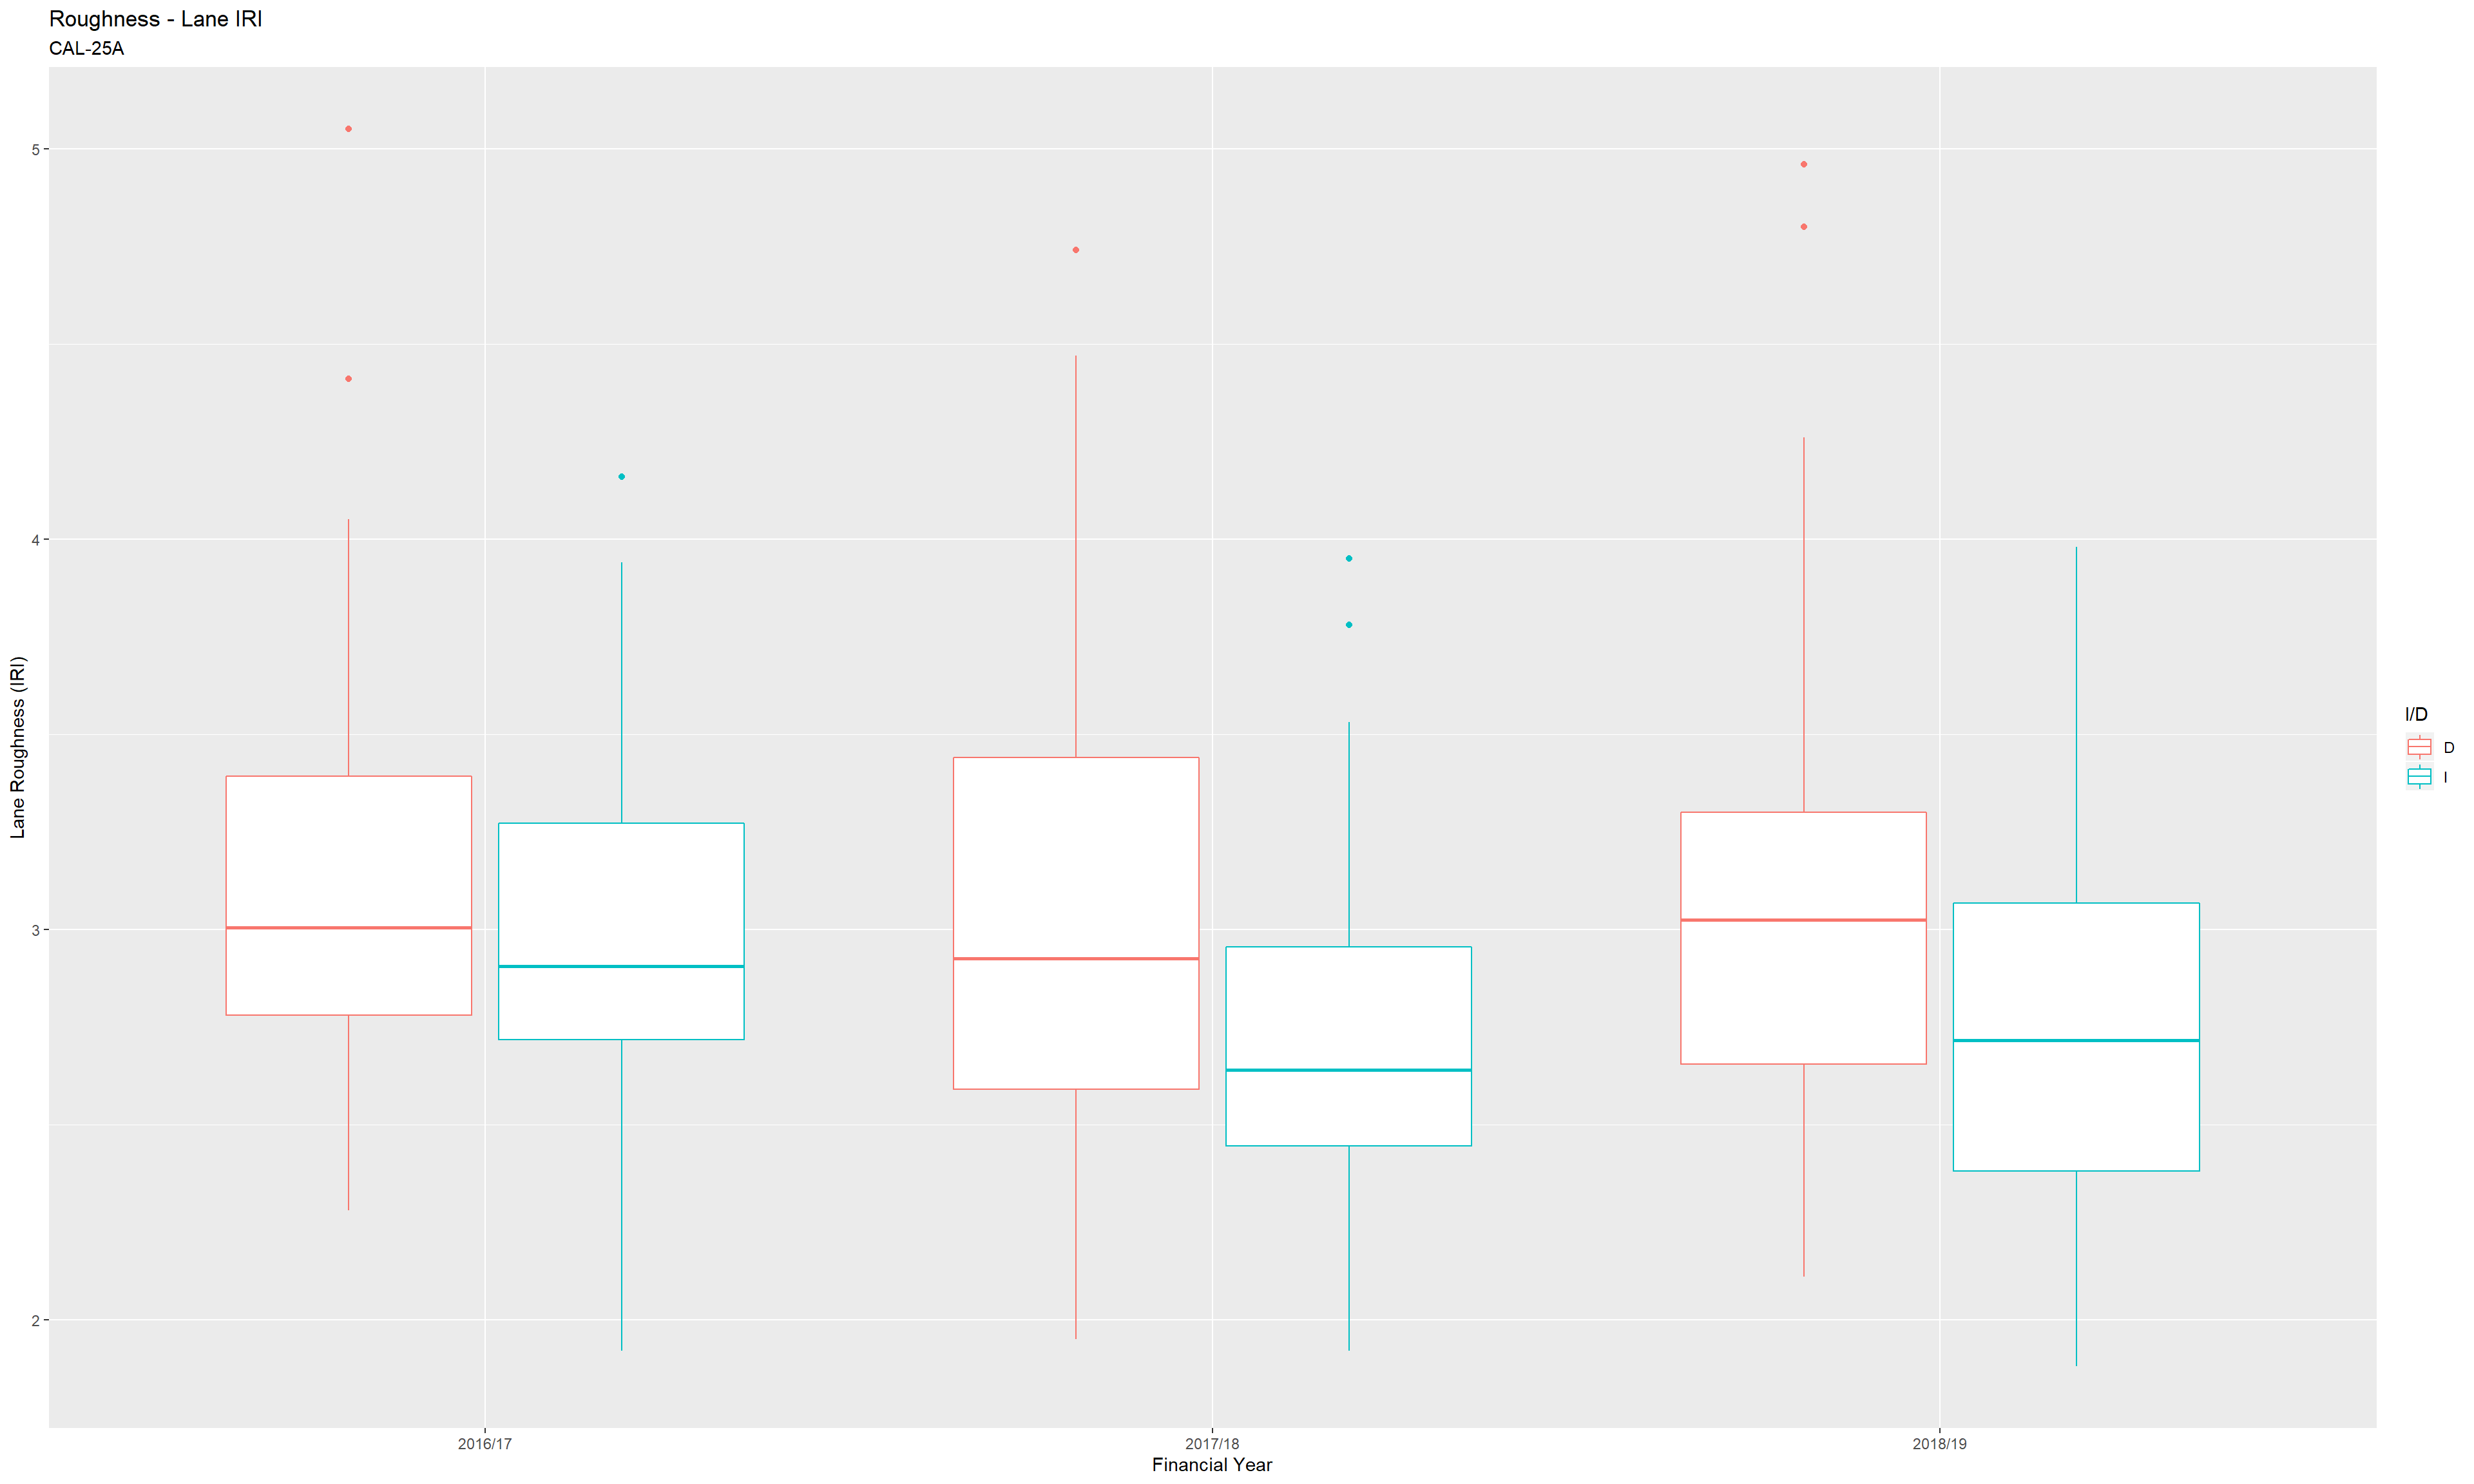 Roughness - Lane IRI
CAL-25A
5
4
3
2
Lane Roughness (IRI)
2016/17
2017/18
2018/19
Financial Year
I/D
D
I